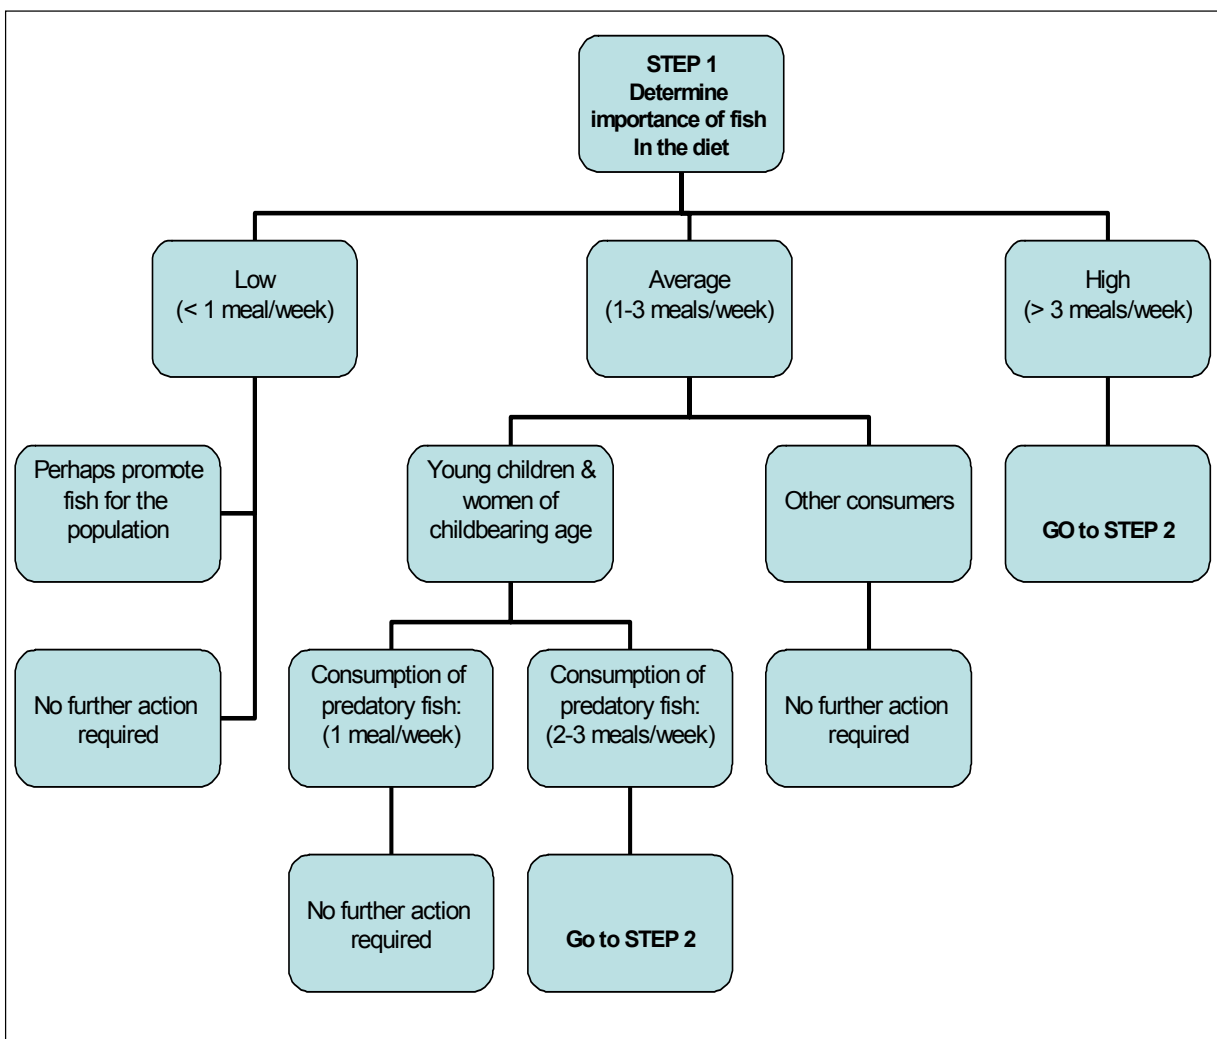 STEP 1
Determine
importance of fish
In the diet
Low
(< 1 meal/week)
Average
(1-3 meals/week)
High
(> 3 meals/week)
Perhaps promote
fish for the
population
Young children &
women of
childbearing age
Other consumers
GO to STEP 2
No further action
required
Consumption of
predatory fish:
(1 meal/week)
Consumption of
predatory fish:
(2-3 meals/week)
No further action
required
No further action
required
Go to STEP 2